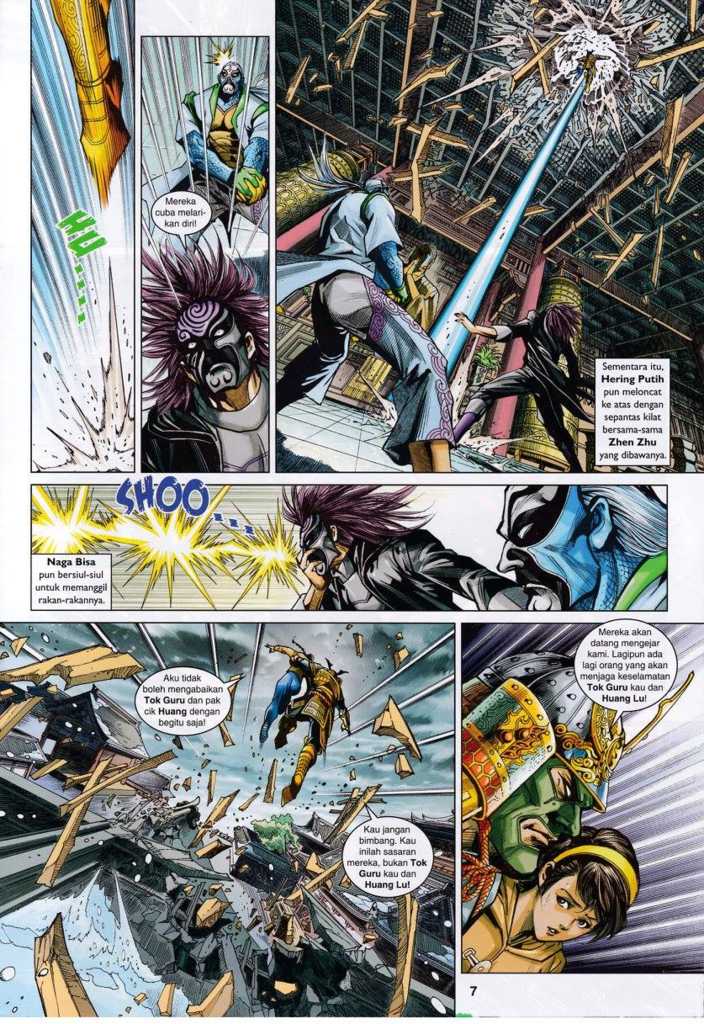 HU.....
Mereka
cuba melari-
kan diri!
Sementara itu,
Hering Putih
pun meloncat
ke atas dengan
sepantas kilat
bersama-sama
Zhen Zhu
yang dibawanya.
SHOO...
Naga Bisa
pun bersiul-siul
untuk memanggil
rakan-rakannya.
Aku tidak
boleh mengabaikan
Tok Guru dan pak
cik Huang dengan
begitu saja!
Kau jangan
bimbang. Kau
inilah sasaran
mereka, bukan Tok
Guru kau dan
Huang Lu!
Mereka akan
datang mengejar
kami. Lagipun ada
lagi orang yang akan
menjaga keselamatan
Tok Guru kau dan
Huang Lu!
7